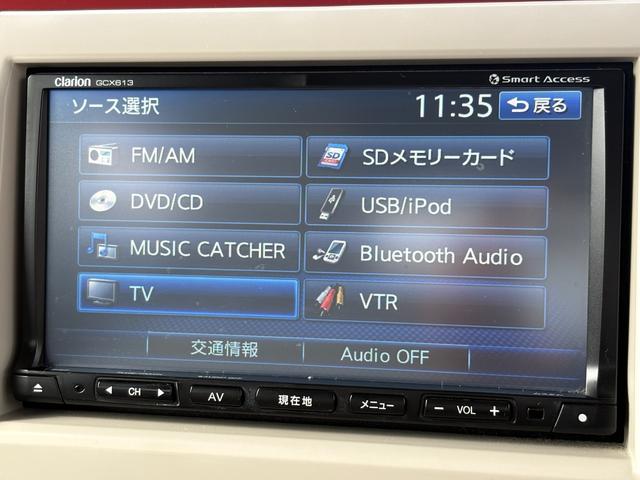 Clarion GCX613
Smart Access
ソース選択
11:35
戻る
FM/AM
SDメモリーカード
DVD/CD
USB/iPod
MUSIC CATCHER
Bluetooth Audio
TV
VTR
交通情報
Audio OFF
CH
AV
現在地
メニュー
− VOL +